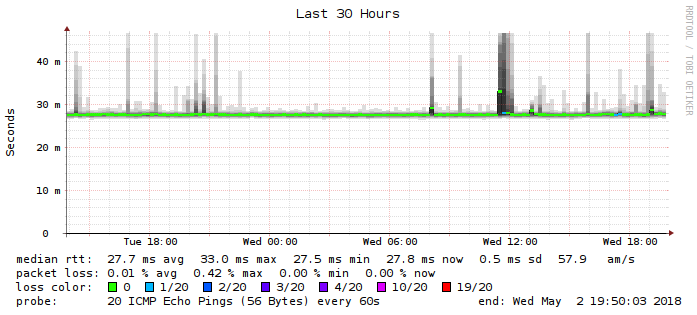 Last 30 Hours
RRDTOOL / TOBI OETIKER
Seconds
40 m
30 m
20 m
10 m
0
Tue 18:00 Wed 00:00 Wed 06:00 Wed 12:00 Wed 18:00
median rtt: 27.7 ms avg 33.0 ms max 27.5 ms min 27.8 ms now 0.5 ms sd 57.9 am/s
packet loss: 0.01 % avg 0.42 % max 0.00 % min 0.00 % now
loss color: 0 1/20 2/20 3/20 4/20 10/20 19/20
probe: 20 ICMP Echo Pings (56 Bytes) every 60s end: Wed May 2 19:50:03 2018